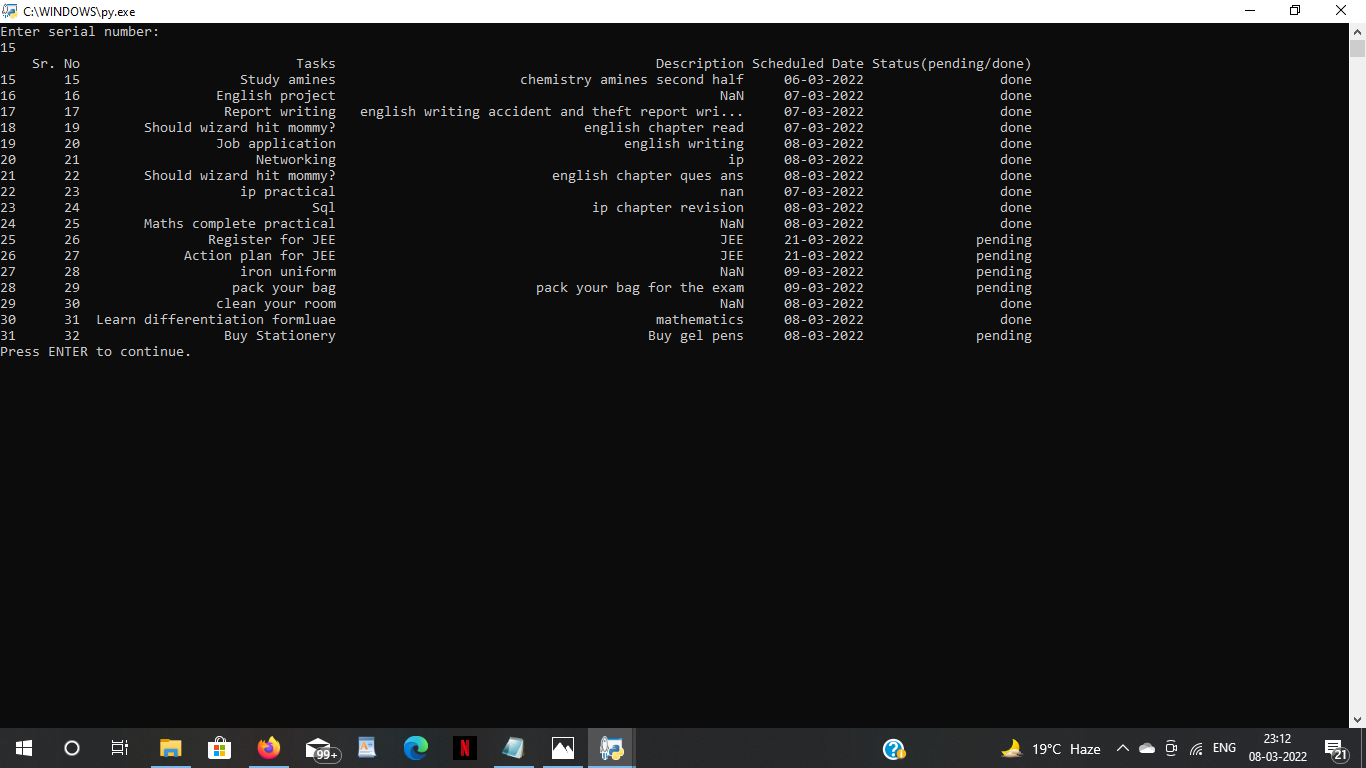 C:\WINDOWS\py.exe
Enter serial number:
15
Sr. No Tasks Description Scheduled Date Status(pending/done)
15 15 Study amines chemistry amines second half 06-03-2022 done
16 16 English project NaN 07-03-2022 done
17 17 Report writing english writing accident and theft report wri... 07-03-2022 done
18 19 Should wizard hit mommy? english chapter read 07-03-2022 done
19 20 Job application english writing 08-03-2022 done
20 21 Networking ip 08-03-2022 done
21 22 Should wizard hit mommy? english chapter ques ans 08-03-2022 done
22 23 ip practical nan 07-03-2022 done
23 24 Sql ip chapter revision 08-03-2022 done
24 25 Maths complete practical NaN 08-03-2022 done
25 26 Register for JEE JEE 21-03-2022 pending
26 27 Action plan for JEE JEE 21-03-2022 pending
27 28 iron uniform NaN 09-03-2022 pending
28 29 pack your bag pack your bag for the exam 09-03-2022 pending
29 30 clean your room NaN 08-03-2022 done
30 31 Learn differentiation formluae mathematics 08-03-2022 done
31 32 Buy Stationery Buy gel pens 08-03-2022 pending
Press ENTER to continue.
99+ N 19°C Haze ENG 23:12
08-03-2022 21